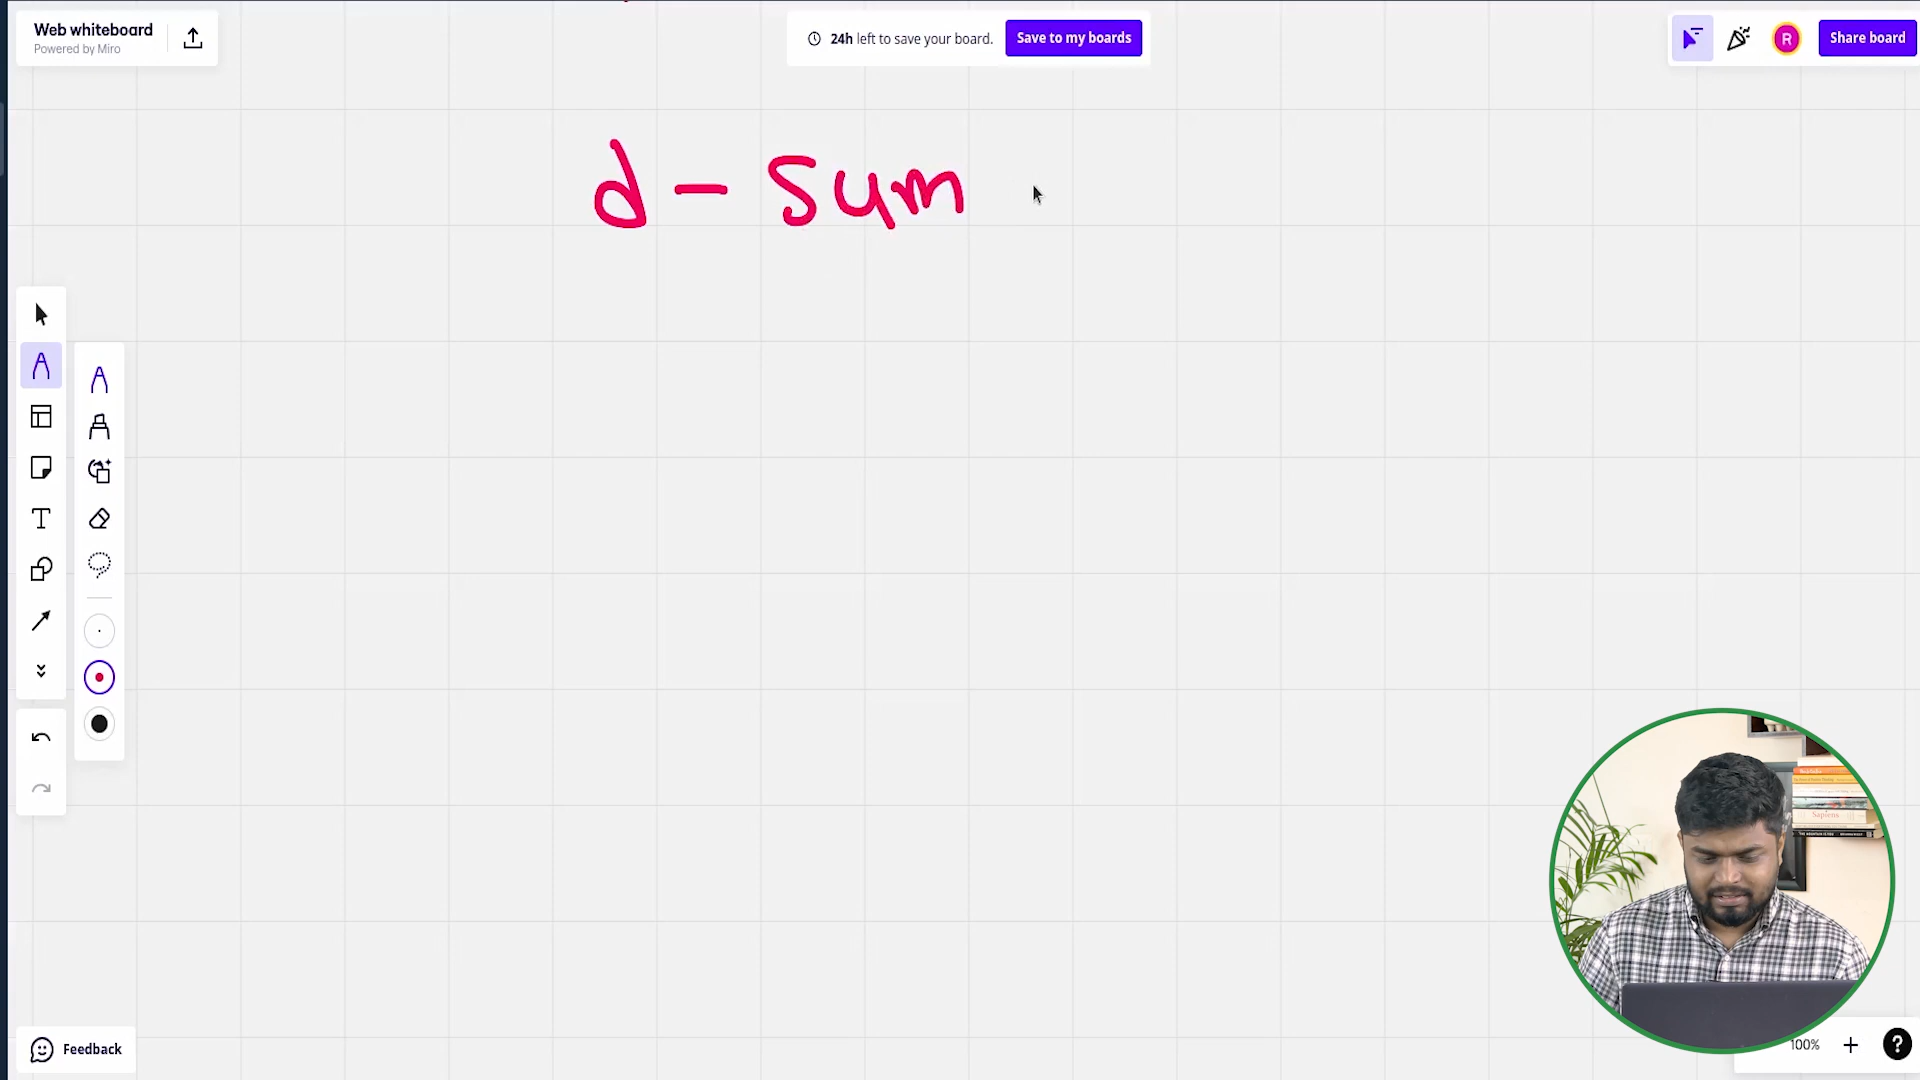 Web whiteboard
Powered by Miro
24h left to save your board.
Save to my boards
R
Share board
d - Sum
Sapiens
Feedback
100%
?